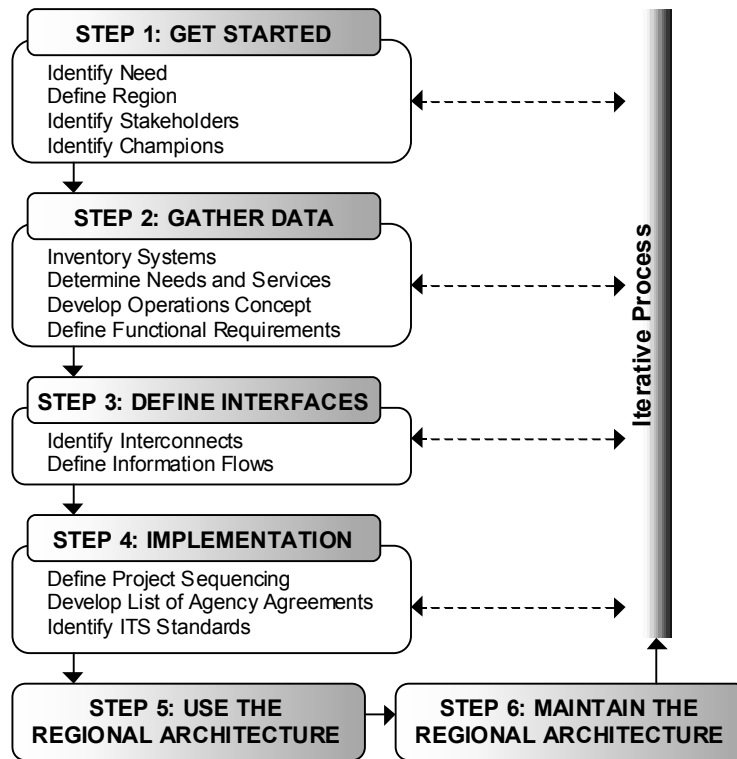 STEP 1: GET STARTED
Identify Need
Define Region
Identify Stakeholders
Identify Champions
STEP 2: GATHER DATA
Inventory Systems
Determine Needs and Services
Develop Operations Concept
Define Functional Requirements
STEP 3: DEFINE INTERFACES
Identify Interconnects
Define Information Flows
STEP 4: IMPLEMENTATION
Define Project Sequencing
Develop List of Agency Agreements
Identify ITS Standards
STEP 5: USE THE
REGIONAL ARCHITECTURE
STEP 6: MAINTAIN THE
REGIONAL ARCHITECTURE
Iterative Process